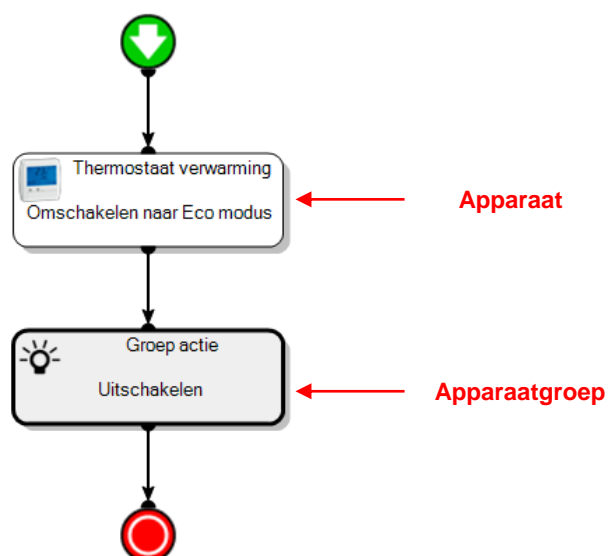 Thermostaat verwarming
Omschakelen naar Eco modus
Apparaat
Groep actie
Uitschakelen
Apparaatgroep